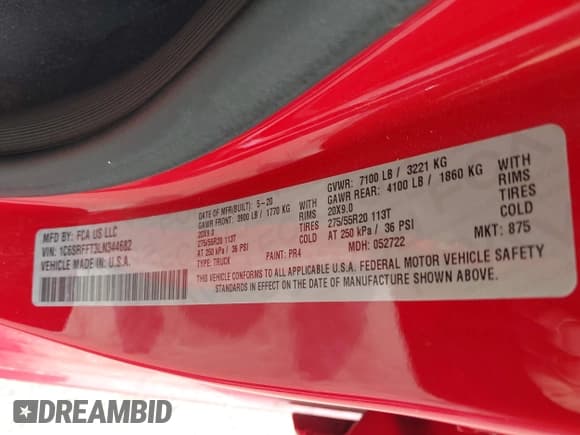 MFD BY: FCA US LLC
DATE OF MFR(BUILT) 5-20
GVWR: 7100 LB / 3221 KG
GAWR FRONT: 3900 LB / 1770 KG
GAWR REAR: 4100 LB / 1860 KG
WITH
20X9.0
RIMS
20X9.0
WITH
RIMS
275/55R20 113T
TIRES
275/55R20 113T
TIRES
AT 250 kPa / 36 PSI
COLD
AT 250 kPa / 36 PSI
COLD
VIN: 1C6SRFFT3LN344682
TYPE: TRUCK
PAINT: PR4
MDH: 052722
MKT: 875
VEHICLE MADE IN: U.S.A.
THIS VEHICLE CONFORMS TO ALL APPLICABLE U.S.A. FEDERAL MOTOR VEHICLE SAFETY
STANDARDS IN EFFECT ON THE DATE OF MANUFACTURE SHOWN ABOVE.
DREAMBID